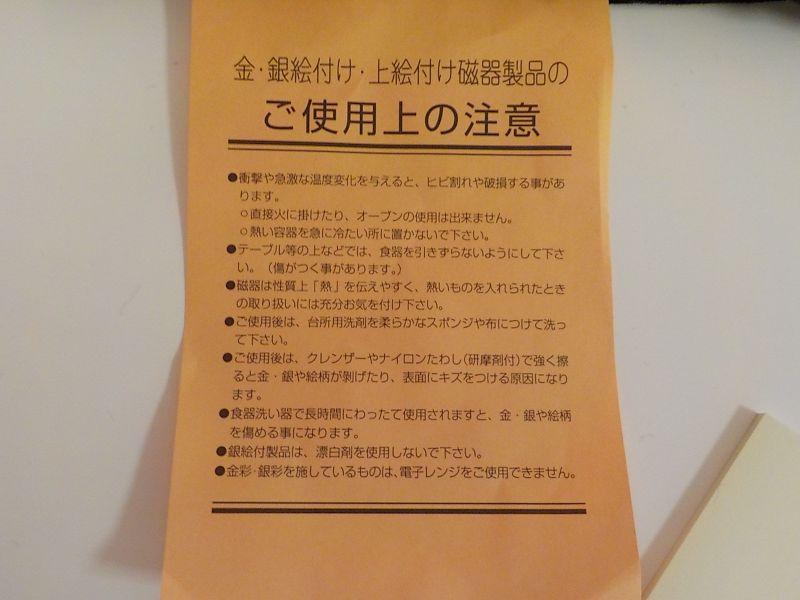 金・銀絵付け・上絵付け磁器製品の
ご使用上の注意
●衝撃や急激な温度変化を与えると、ヒビ割れや破損する事があ
ります。
○直接火に掛けたり、オーブンの使用は出来ません。
○熱い容器を急に冷たい所に置かないで下さい。
●テーブル等の上などでは、食器を引きずらないようにして下さ
い。（傷がつく事があります。）
●磁器は性質上「熱」を伝えやすく、熱いものを入れられたとき
の取り扱いには充分お気を付け下さい。
●ご使用後は、台所用洗剤を柔らかなスポンジや布につけて洗っ
て下さい。
●ご使用後は、クレンザーやナイロンたわし（研摩剤付）で強く擦
ると金・銀や絵柄が剥げたり、表面にキズをつける原因になり
ます。
●食器洗い器で長時間にわったて使用されますと、金・銀や絵柄
を傷める事になります。
●銀絵付製品は、漂白剤を使用しないで下さい。
●金彩・銀彩を施しているものは、電子レンジをご使用できません。